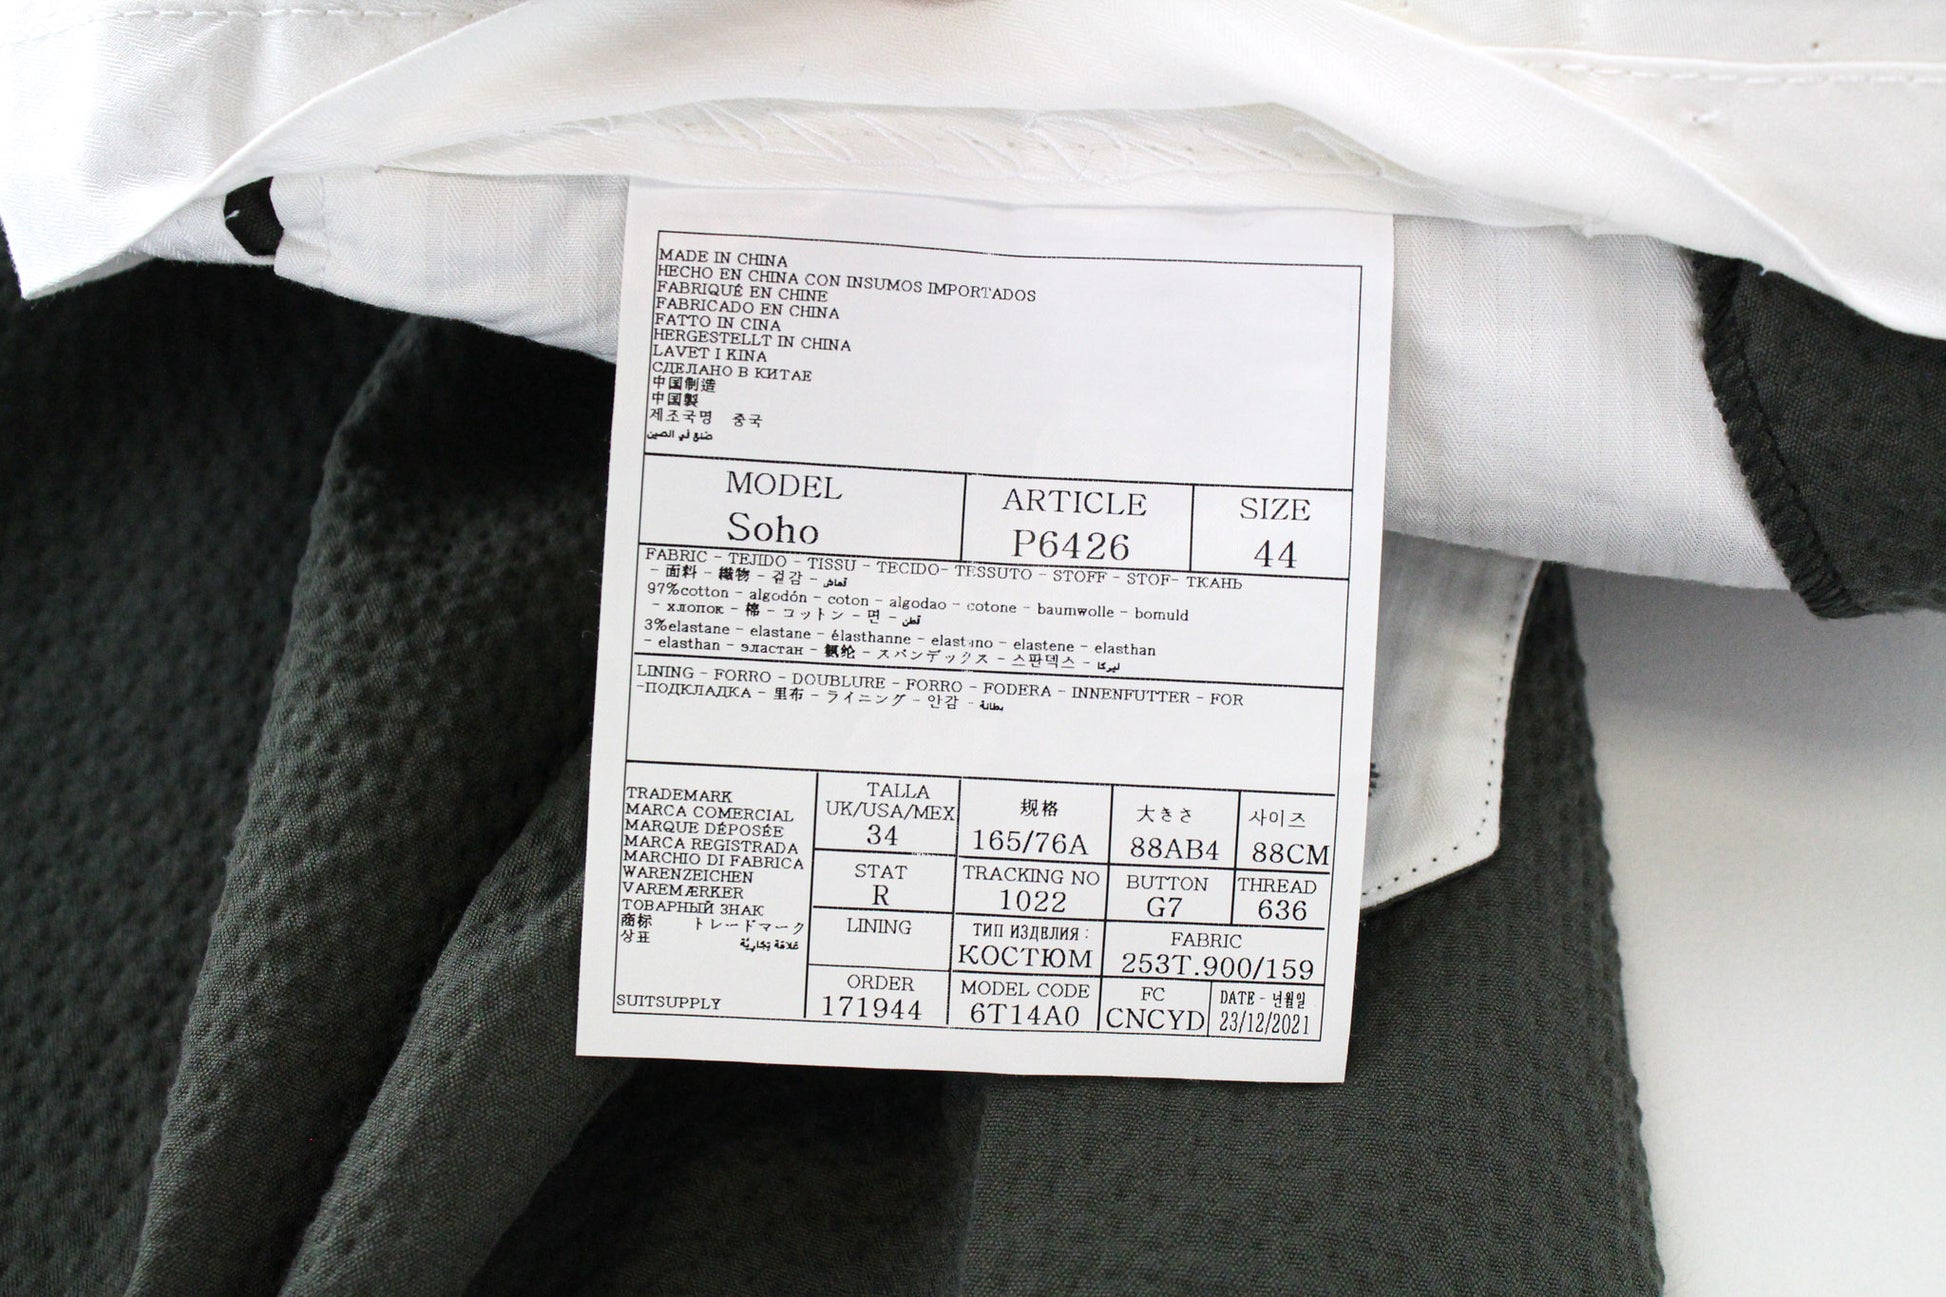 MADE IN CHINA
HECHO EN CHINA CON INSUMOS IMPORTADOS
FABRIQUÉ EN CHINE
FABRICADO EN CHINA
FATTO IN CINA
HERGESTELLT IN CHINA
LAVET I KINA
СДЕЛАНО В КИТАЕ
中国制造
中国製
제조국명 중국
صنع في الصين
MODEL
Soho
ARTICLE
P6426
SIZE
44
FABRIC - TEJIDO - TISSU - TECIDO- TESSUTO - STOFF - STOF- ТКАНЬ
- 面料 - 織物 - 겉감 - قماش
97%cotton - algodón - coton - algodao - cotone - baumwolle - bomuld
- хлопок - 棉 - コットン - 면 - قطن
3%elastane - elastane - élasthanne - elastano - elastene - elasthan
- elasthan - эластан - 氨纶 - スパンデックス - 스판덱스 - ليركا
LINING - FORRO - DOUBLURE - FORRO - FODERA - INNENFUTTER - FOR
-ПОДКЛАДКА - 里布 - ライニング - 안감 - بطانة
TRADEMARK
MARCA COMERCIAL
MARQUE DÉPOSÉE
MARCA REGISTRADA
MARCHIO DI FABRICA
WARENZEICHEN
VAREMÆRKER
ТОВАРНЫЙ ЗНАК
商标 トレードマーク
상표 علامة تجارية
SUITSUPPLY
TALLA
UK/USA/MEX
34
规格
165/76A
大きさ
88AB4
사이즈
88CM
STAT
R
TRACKING NO
1022
BUTTON
G7
THREAD
636
LINING
ТИП ИЗДЕЛИЯ :
КОСТЮМ
FABRIC
253T.900/159
ORDER
171944
MODEL CODE
6T14A0
FC
CNCYD
DATE - 년월일
23/12/2021